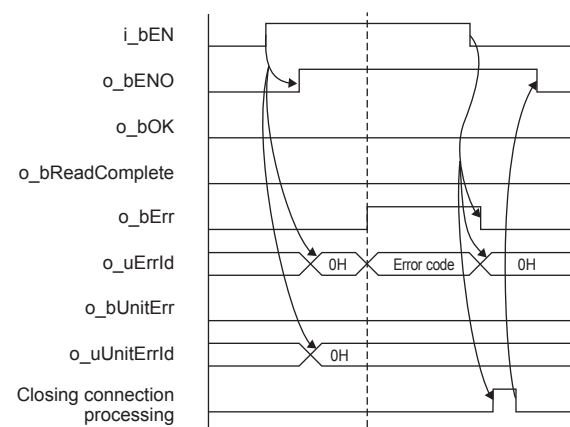 i_bEN
o_bENO
o_bOK
o_bReadComplete
o_bErr
o_uErrId 0H Error code 0H
o_bUnitErr
o_uUnitErrId 0H
Closing connection
processing